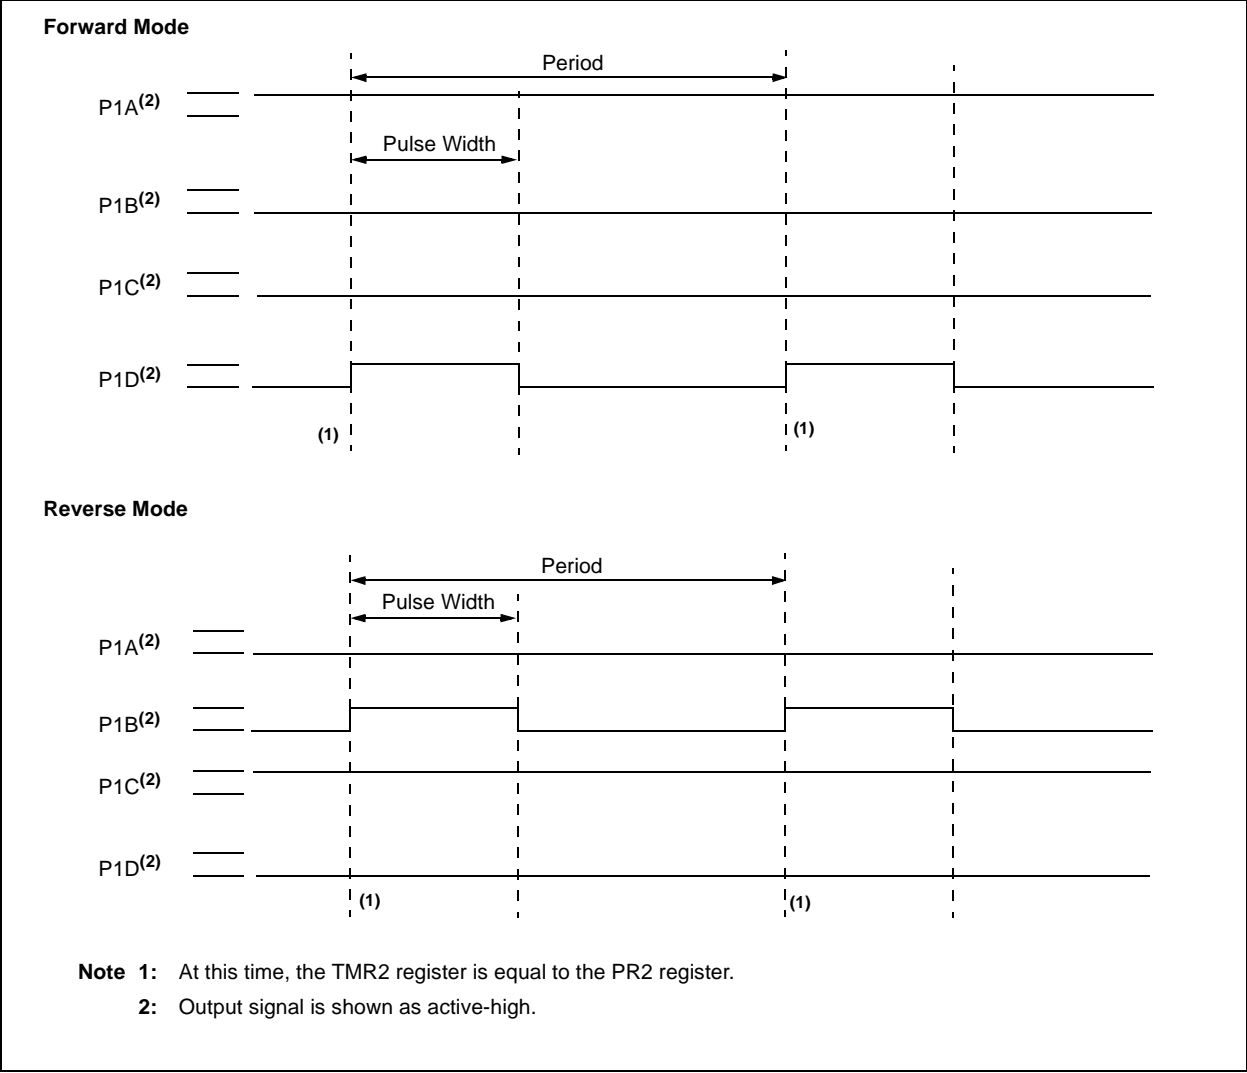 Forward Mode
Period
P1A(2)
Pulse Width
P1B(2)
P1C(2)
P1D(2)
(1)
(1)
Reverse Mode
Period
Pulse Width
P1A(2)
P1B(2)
P1C(2)
P1D(2)
(1)
(1)
Note 1: At this time, the TMR2 register is equal to the PR2 register.
2: Output signal is shown as active-high.